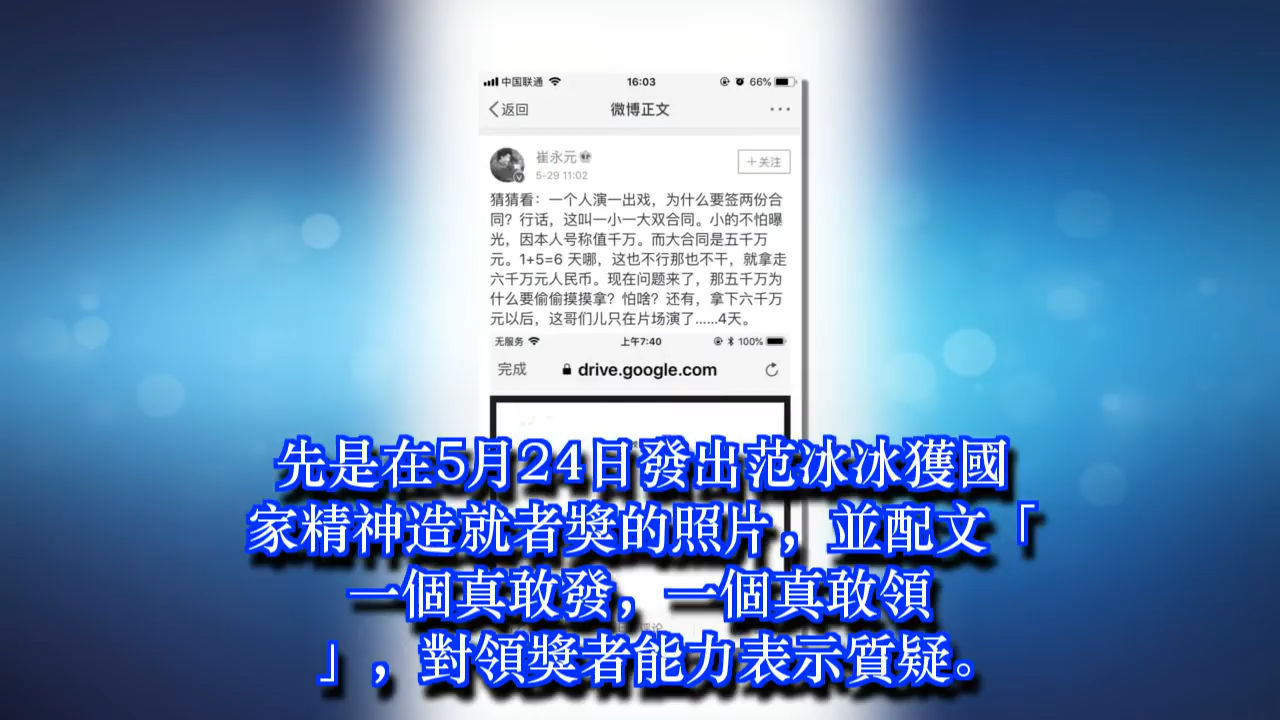 中国联通
16:03
66%
返回
微博正文
崔永元
+关注
5-29 11:02
猜猜看：一个人演一出戏，为什么要签两份合
同？行话，这叫一小一大双合同。小的不怕曝
光，因本人号称值千万。而大合同是五千万
元。1+5=6 天哪，这也不行那也不干，就拿走
六千万元人民币。现在问题来了，那五千万为
什么要偷偷摸摸拿？怕啥？还有，拿下六千万
元以后，这哥们儿只在片场演了......4天。
无服务
上午7:40
100%
完成
drive.google.com
先是在5月24日發出范冰冰獲國
家精神造就者獎的照片，並配文「
一個真敢發，一個真敢領
」，對領獎者能力表示質疑。